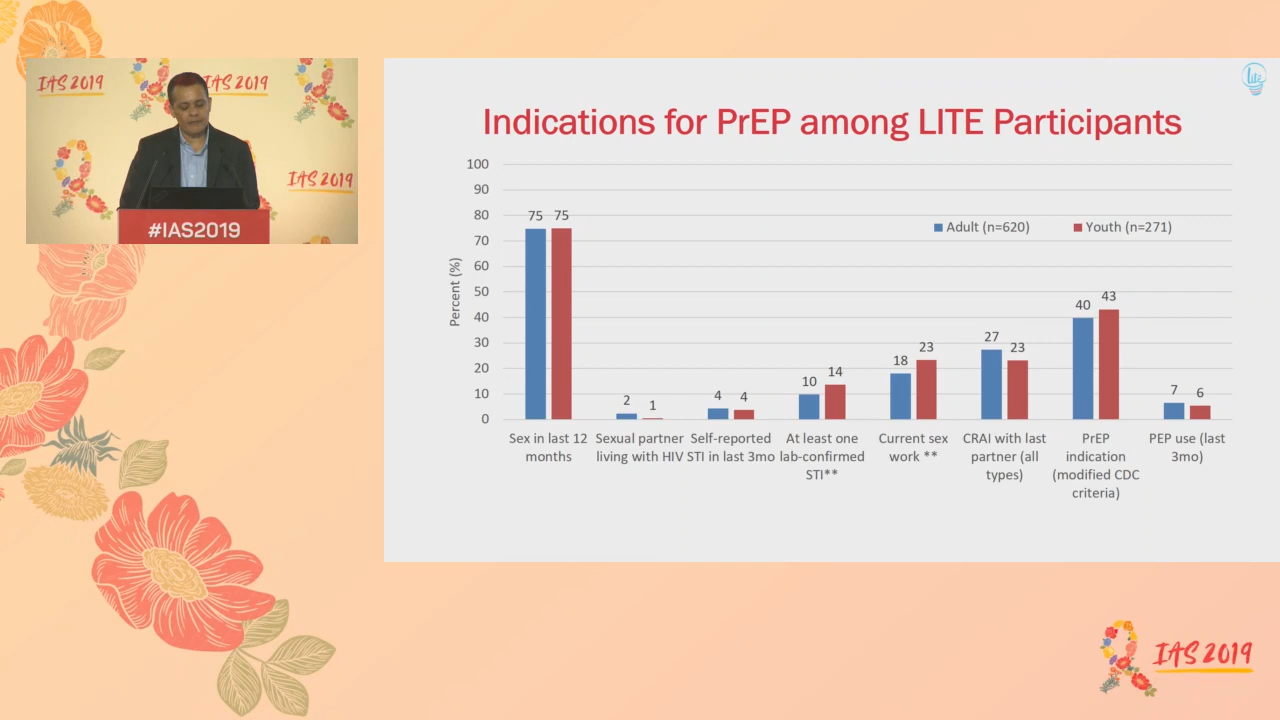 IAS 2019
IAS 2019
IAS 2019
#IAS2019
Lite
Indications for PrEP among LITE Participants
Percent (%)
100
90
80
70
60
50
40
30
20
10
0
Adult (n=620)
Youth (n=271)
75 75
2 1
4 4
10 14
18 23
27 23
40 43
7 6
Sex in last 12
months
Sexual partner
living with HIV
Self-reported
STI in last 3mo
At least one
lab-confirmed
STI**
Current sex
work **
CRAI with last
partner (all
types)
PrEP
indication
(modified CDC
criteria)
PEP use (last
3mo)
IAS 2019